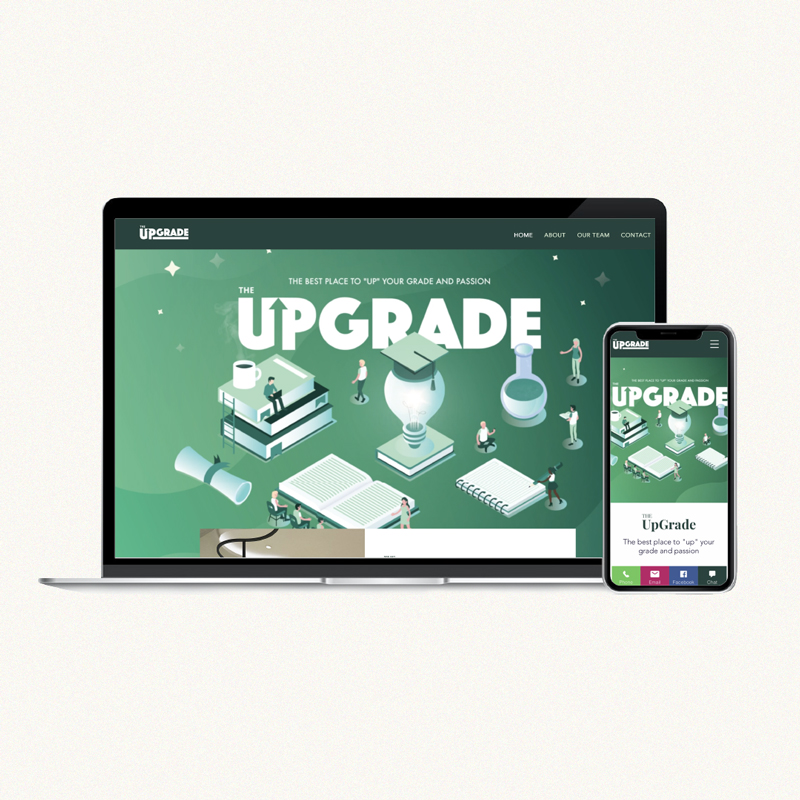 THE
UPGRADE
HOME ABOUT OUR TEAM CONTACT
THE BEST PLACE TO "UP" YOUR GRADE AND PASSION
THE
UPGRADE
THE
UPGRADE
THE BEST PLACE TO "UP" YOUR GRADE AND PASSION
THE
UPGRADE
THE
UpGrade
The best place to "up" your
grade and passion
Phone Email Facebook Chat